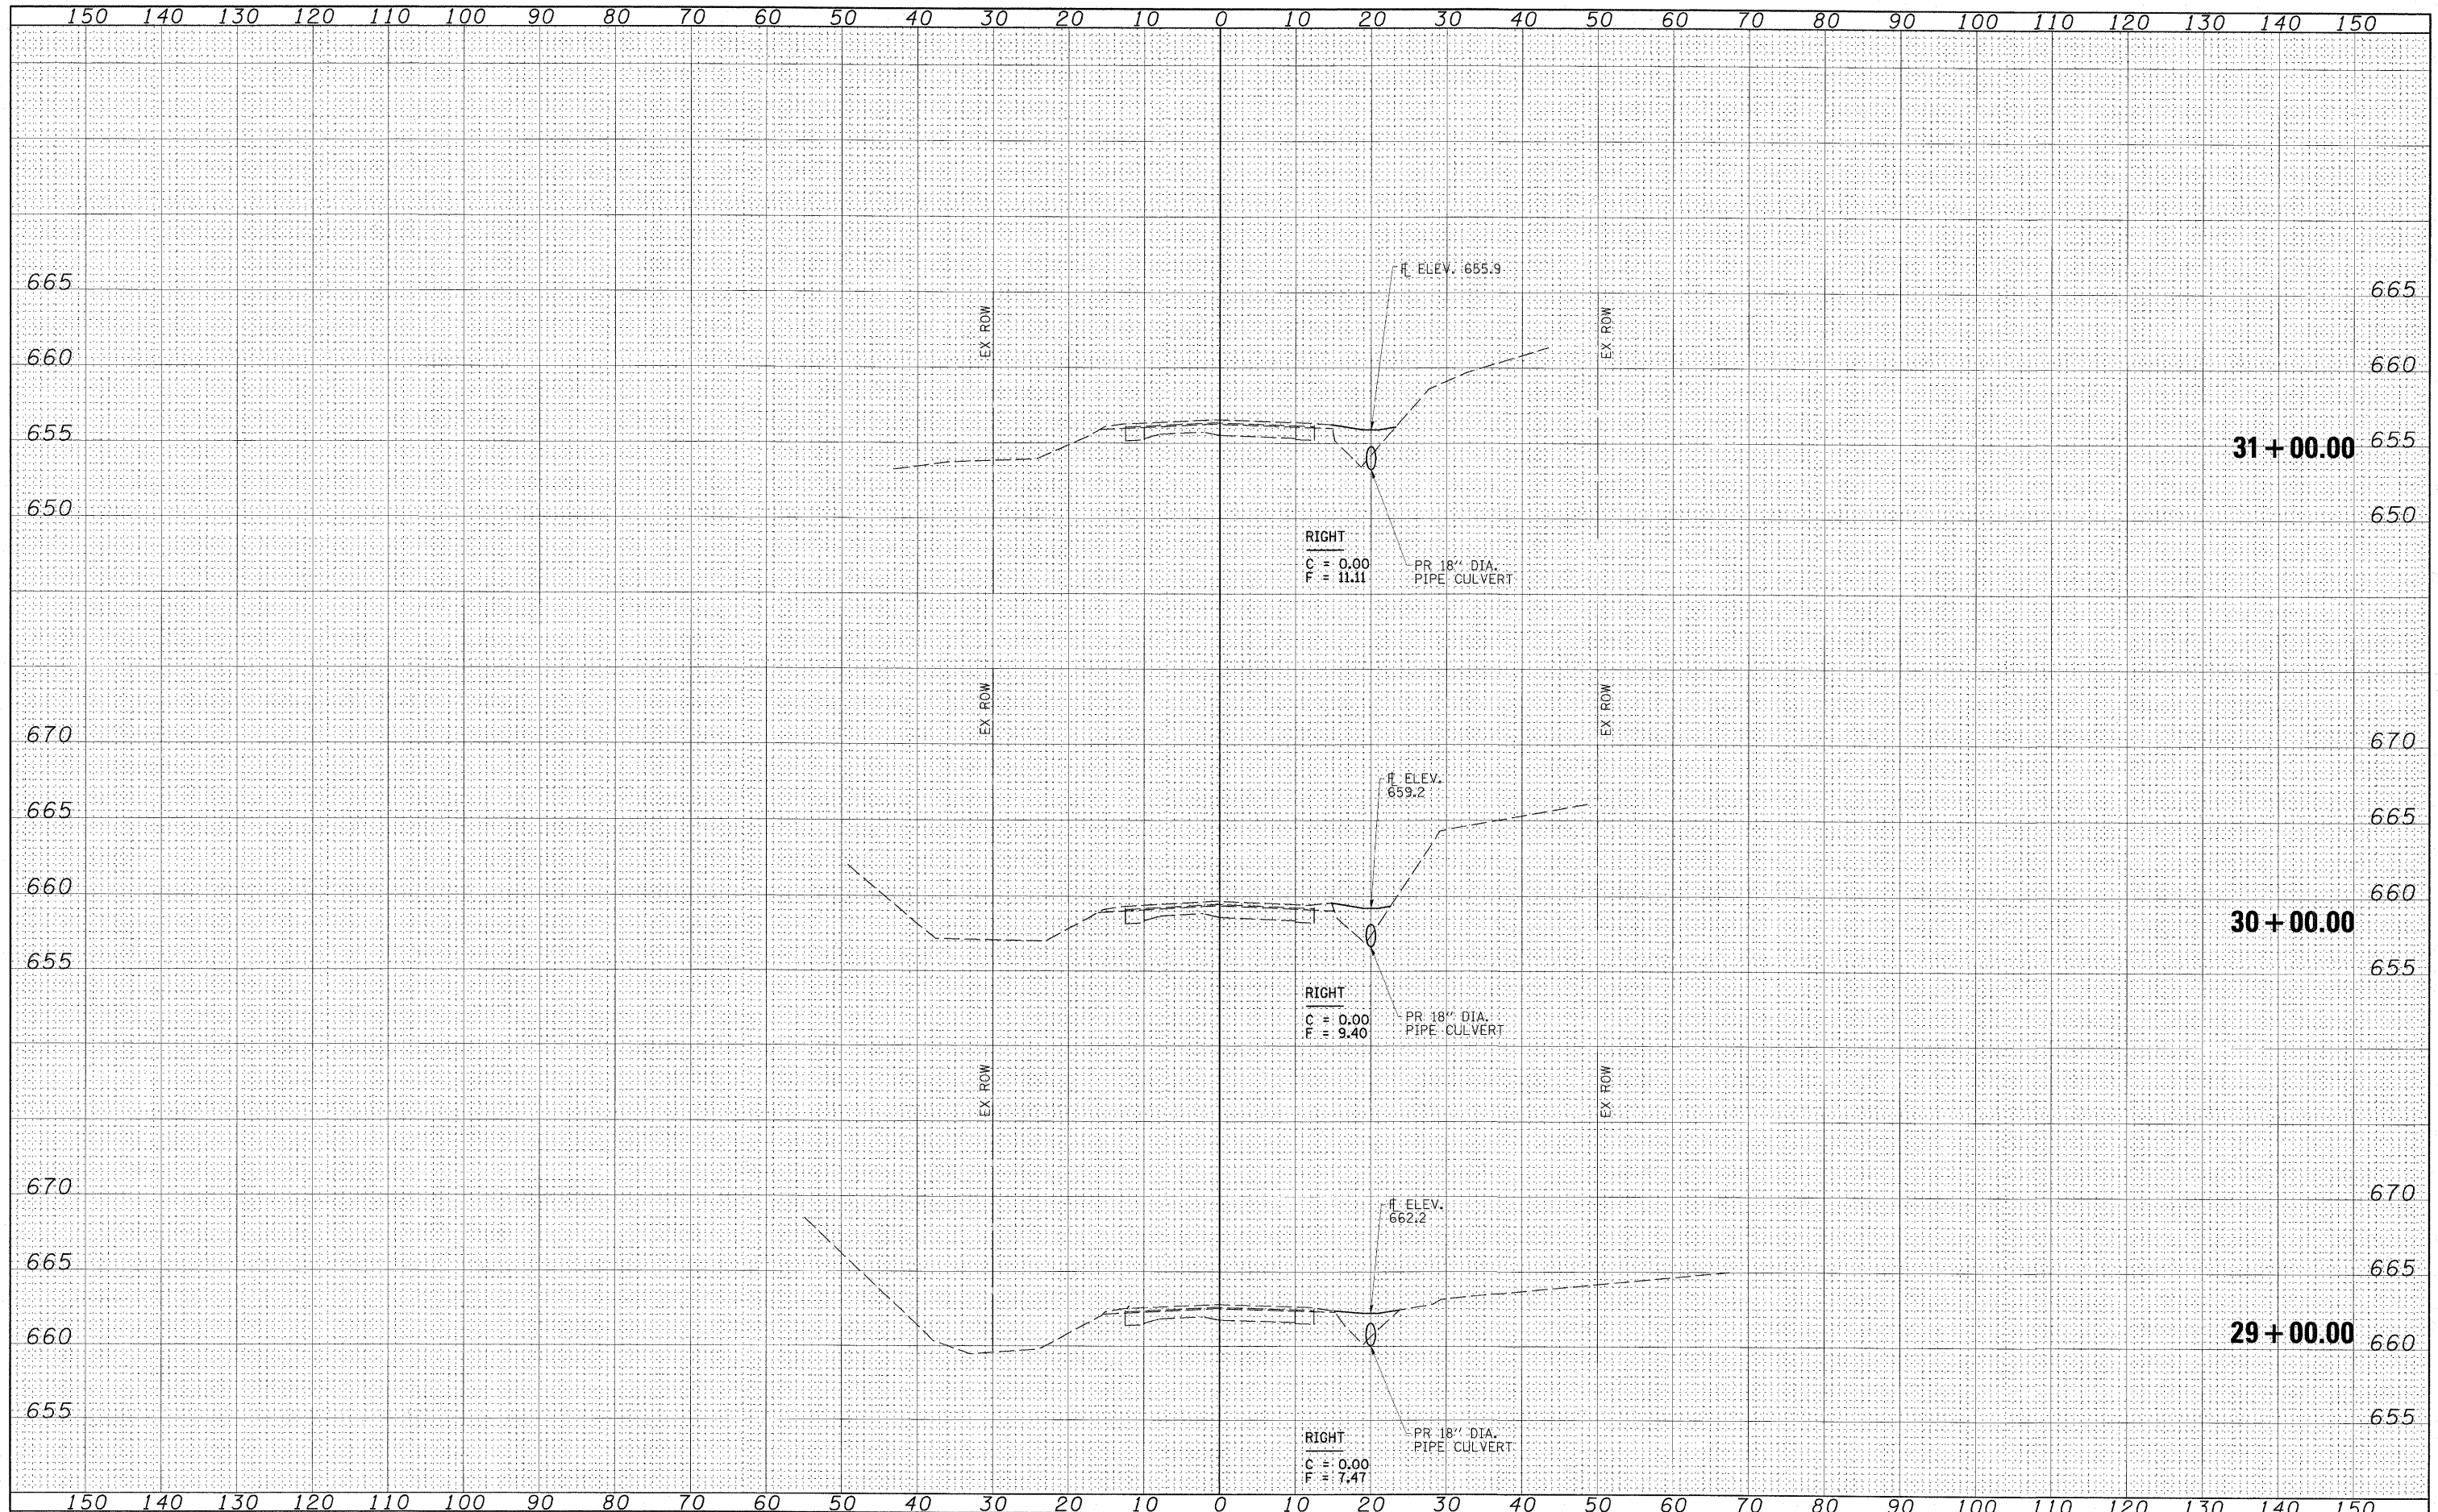 150 140 130 120 110 100 90 80 70 60 50 40 30 20 10 0 10 20 30 40 50 60 70 80 90 100 110 120 130 140 150
℄ ELEV. 655.9
665 665
EX ROW EX ROW
660 660
655 31+00.00 655
650 650
RIGHT
C = 0.00
F = 11.11
PR 18" DIA.
PIPE CULVERT
EX ROW EX ROW
670 670
℄ ELEV.
659.2
665 665
660 660
30+00.00
655 655
RIGHT
C = 0.00
F = 9.40
PR 18" DIA.
PIPE CULVERT
EX ROW EX ROW
670 670
℄ ELEV.
662.2
665 665
660 29+00.00 660
655 655
RIGHT
C = 0.00
F = 7.47
PR 18" DIA.
PIPE CULVERT
150 140 130 120 110 100 90 80 70 60 50 40 30 20 10 0 10 20 30 40 50 60 70 80 90 100 110 120 130 140 150